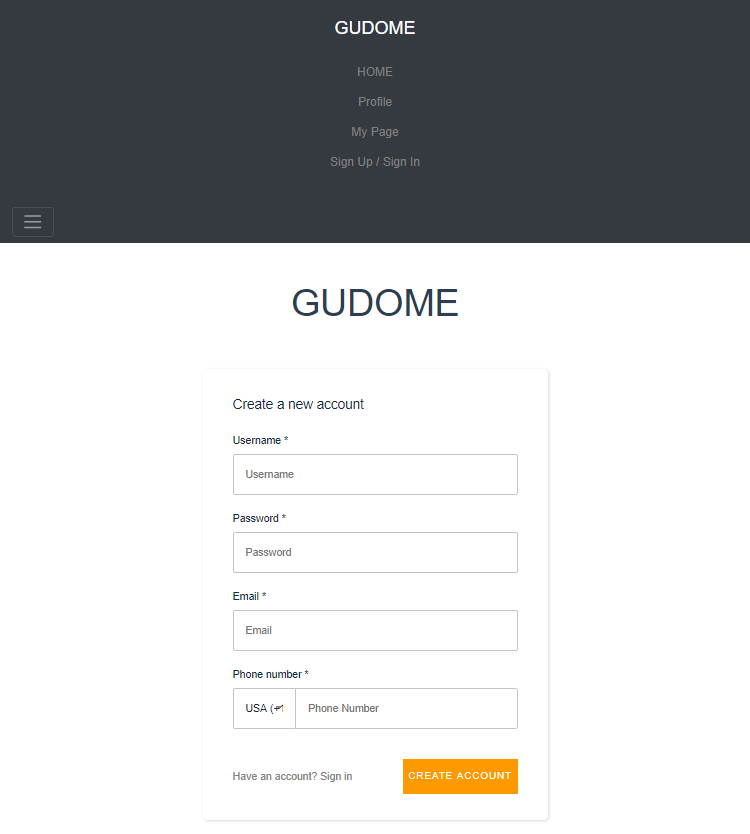 GUDOME
HOME
Profile
My Page
Sign Up / Sign In
GUDOME
Create a new account
Username *
Username
Password *
Password
Email *
Email
Phone number *
USA ( Phone Number
Have an account? Sign in CREATE ACCOUNT